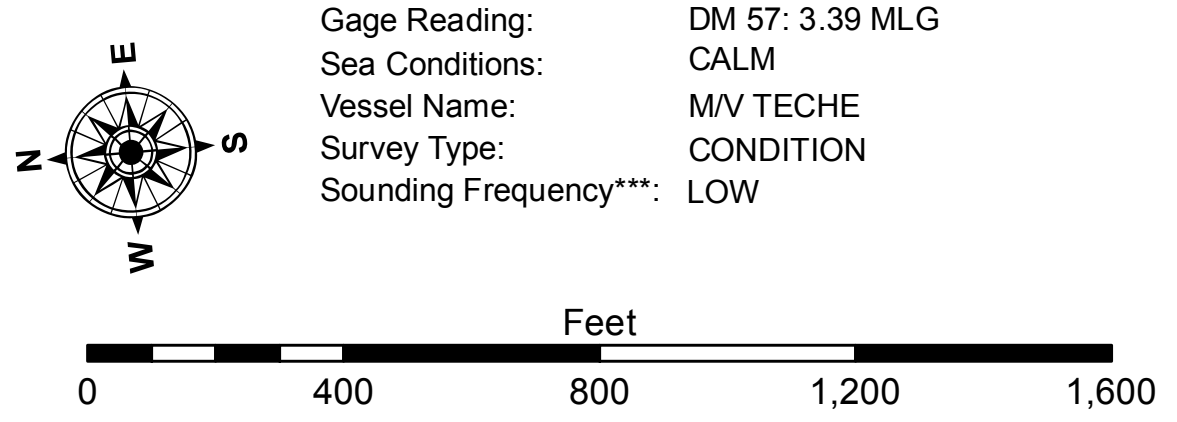 Gage Reading: DM 57: 3.39 MLG
Sea Conditions: CALM
Vessel Name: M/V TECHE
Survey Type: CONDITION
Sounding Frequency***: LOW
E
N
S
W
Feet
0 400 800 1,200 1,600